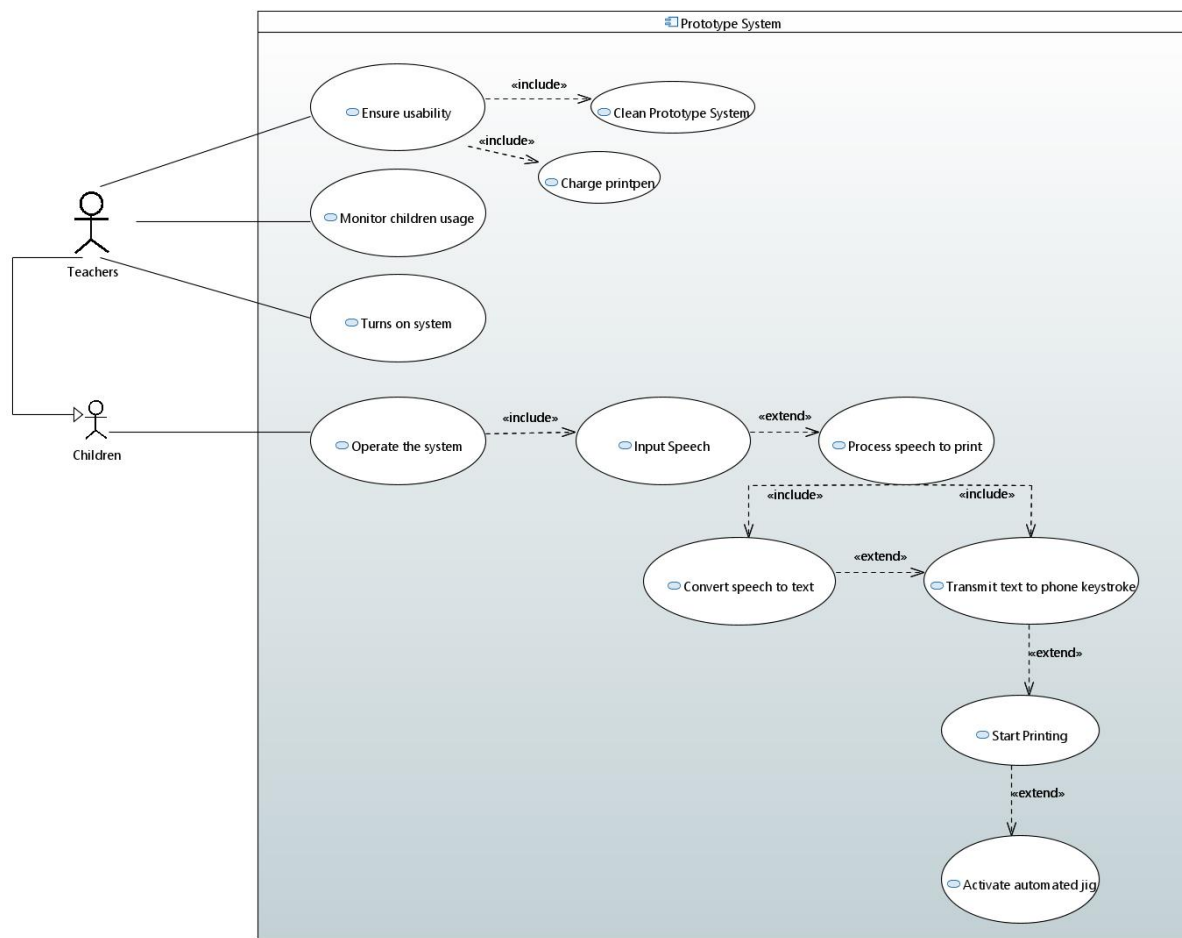 Prototype System
«include»
Ensure usability
Clean Prototype System
«include»
Charge printpen
Monitor children usage
Teachers
Turns on system
«include»
«extend»
Operate the system
Input Speech
Process speech to print
Children
«include»
«include»
«extend»
Convert speech to text
Transmit text to phone keystroke
«extend»
Start Printing
«extend»
Activate automated jig